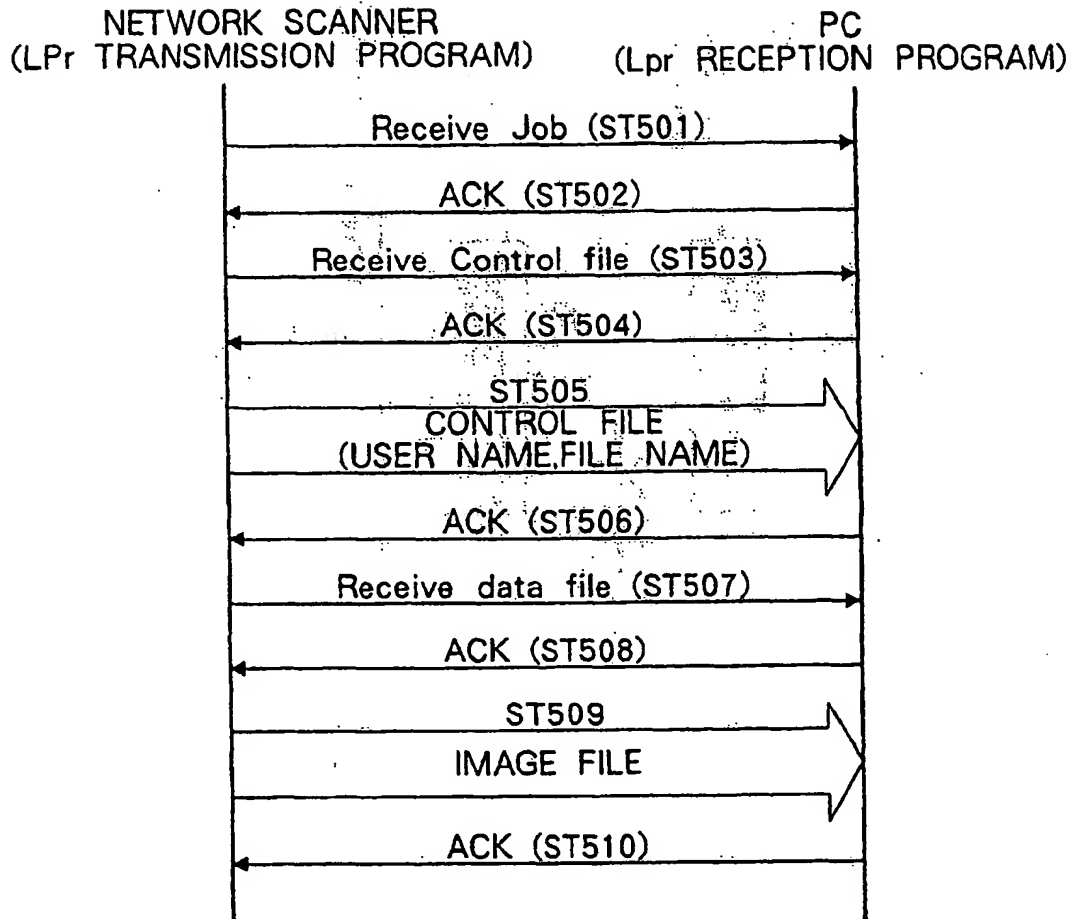 NETWORK SCANNER
(LPr TRANSMISSION PROGRAM)
PC
(Lpr RECEPTION PROGRAM)
Receive Job (ST501)
ACK (ST502)
Receive Control file (ST503)
ACK (ST504)
ST505
CONTROL FILE
(USER NAME,FILE NAME)
ACK (ST506)
Receive data file (ST507)
ACK (ST508)
ST509
IMAGE FILE
ACK (ST510)